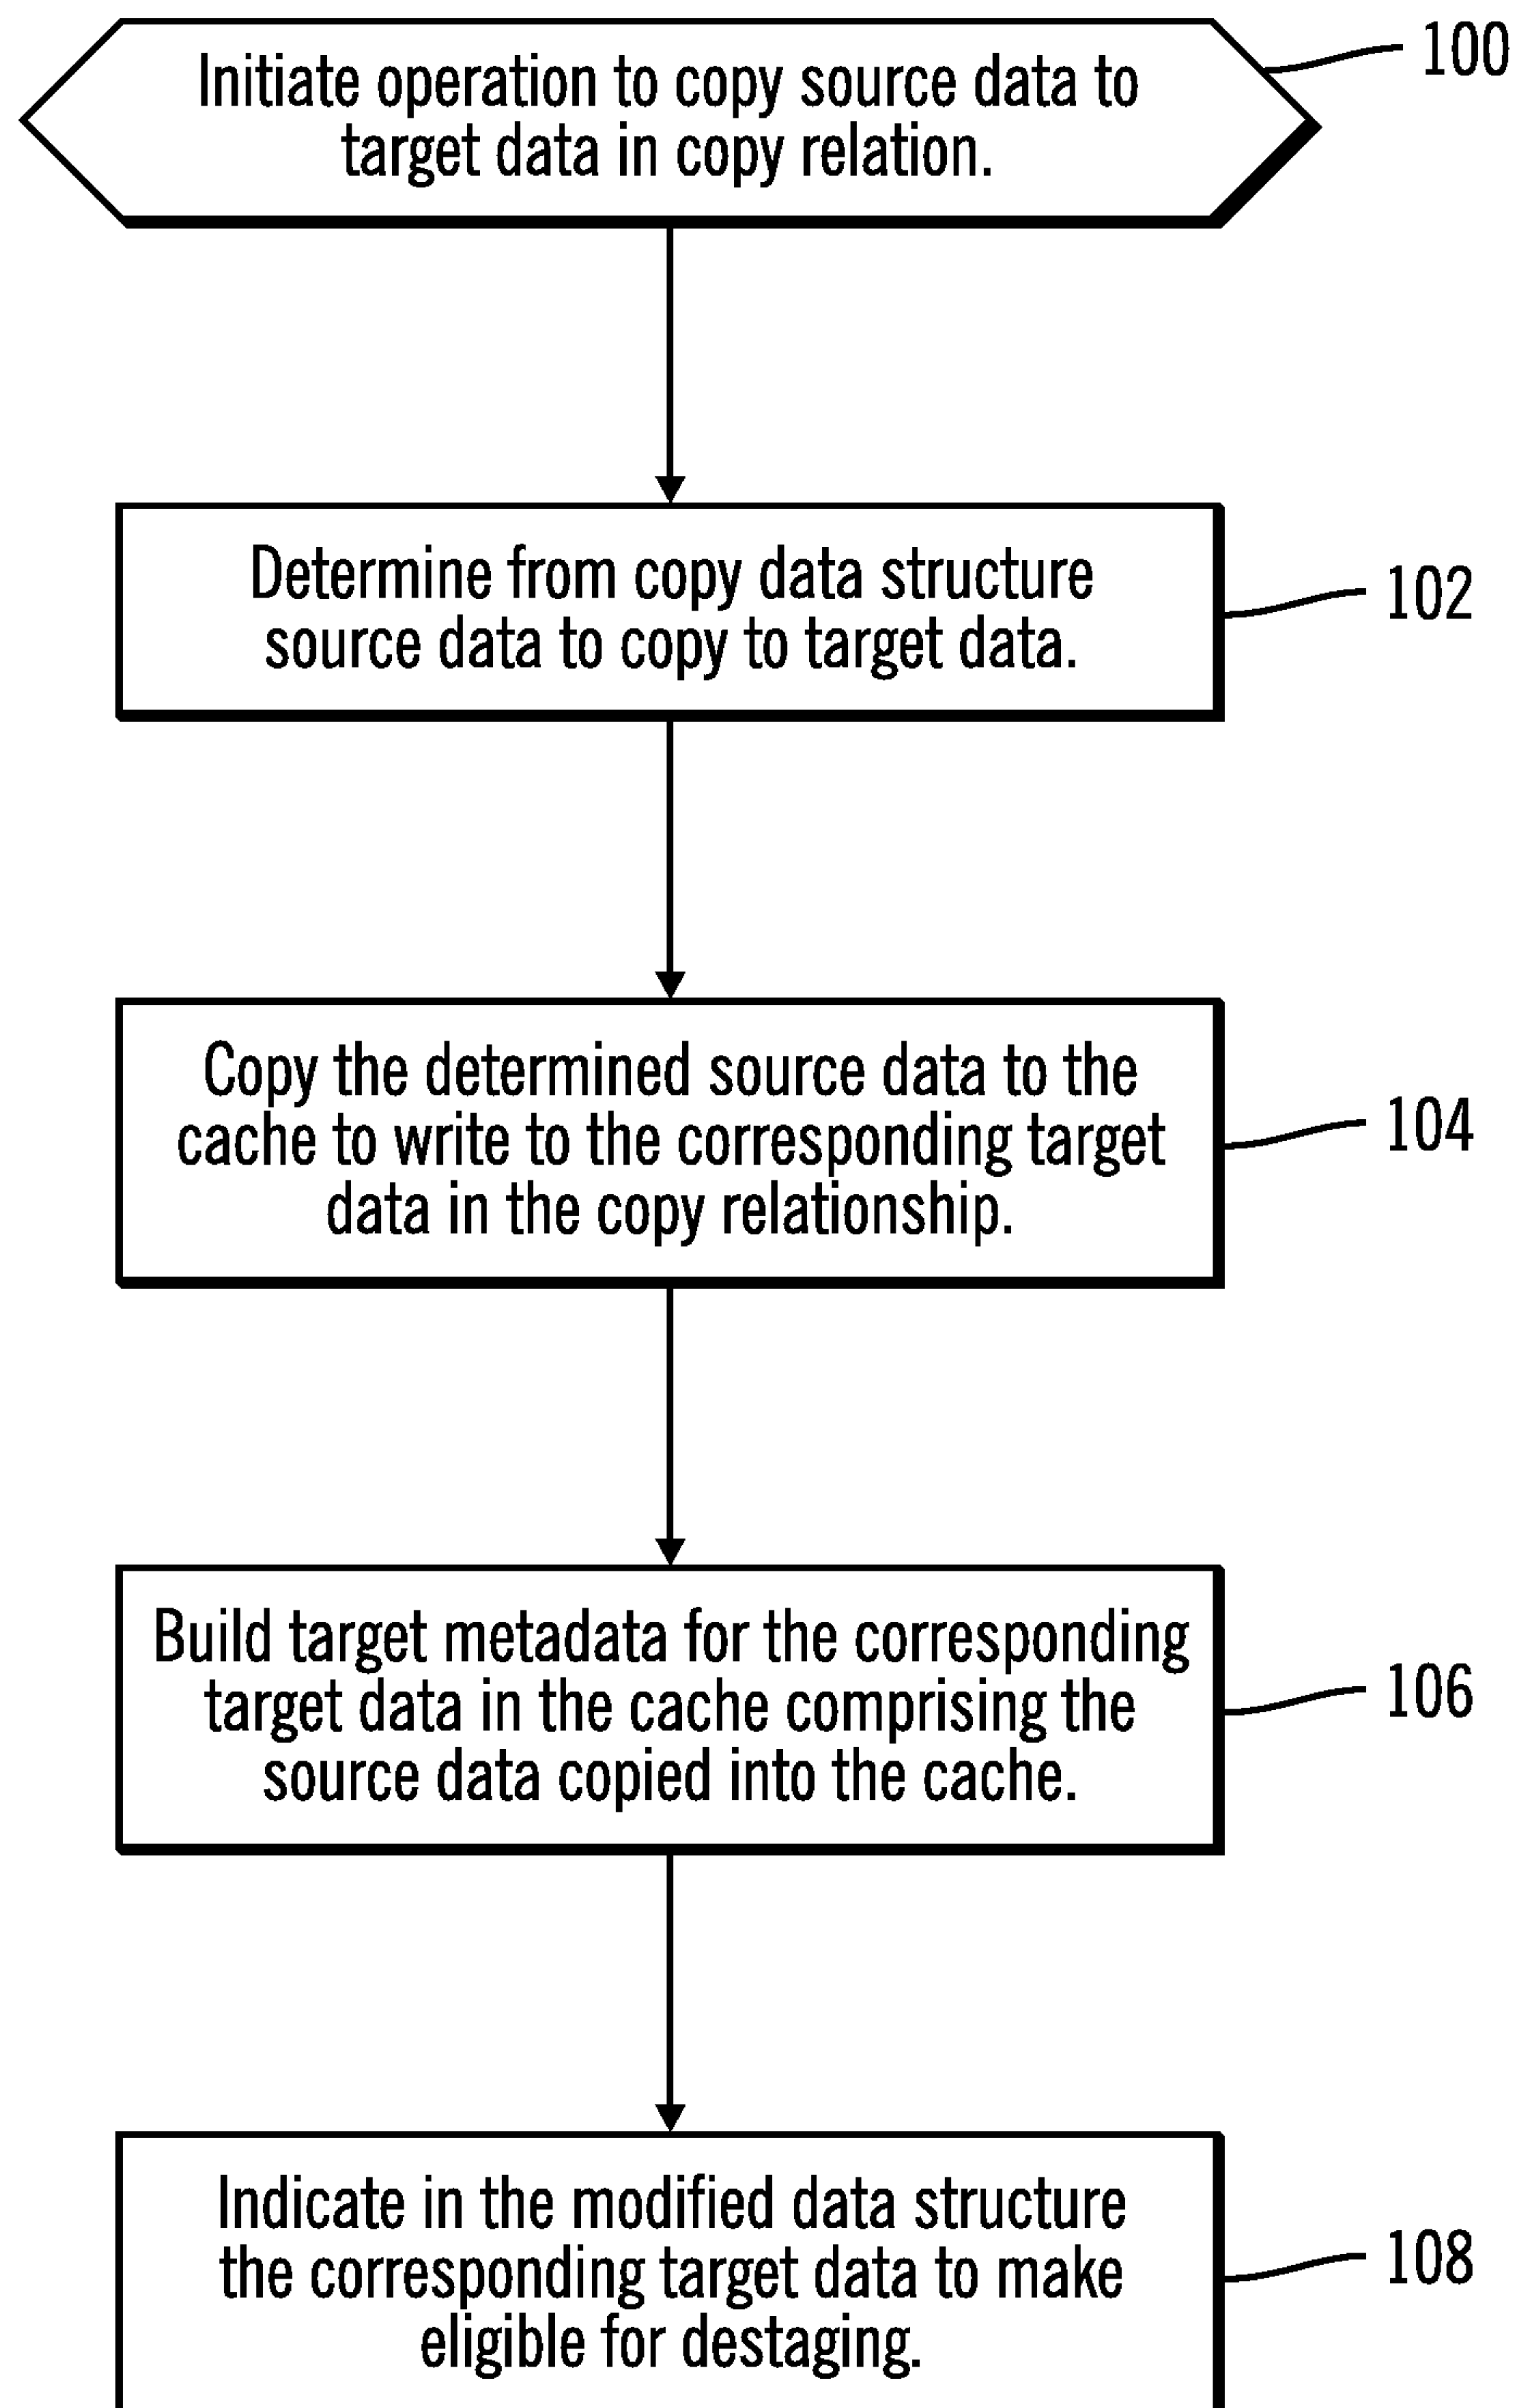 Initiate operation to copy source data to
target data in copy relation.
100
Determine from copy data structure
source data to copy to target data.
102
Copy the determined source data to the
cache to write to the corresponding target
data in the copy relationship.
104
Build target metadata for the corresponding
target data in the cache comprising the
source data copied into the cache.
106
Indicate in the modified data structure
the corresponding target data to make
eligible for destaging.
108